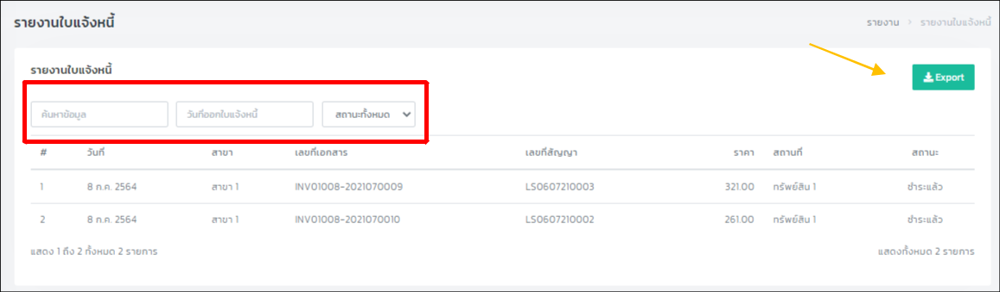 รายงานใบแจ้งหนี้ รายงาน > รายงานใบแจ้งหนี้
รายงานใบแจ้งหนี้ Export
ค้นหาข้อมูล วันที่ออกใบแจ้งหนี้ สถานะทั้งหมด
# วันที่ สาขา เลขที่เอกสาร เลขที่สัญญา ราคา สถานที่ สถานะ
1 8 ก.ค. 2564 สาขา 1 INV01008-2021070009 LS0607210003 321.00 ทรัพย์สิน 1 ชำระแล้ว
2 8 ก.ค. 2564 สาขา 1 INV01008-2021070010 LS0607210002 261.00 ทรัพย์สิน 1 ชำระแล้ว
แสดง 1 ถึง 2 ทั้งหมด 2 รายการ แสดงทั้งหมด 2 รายการ